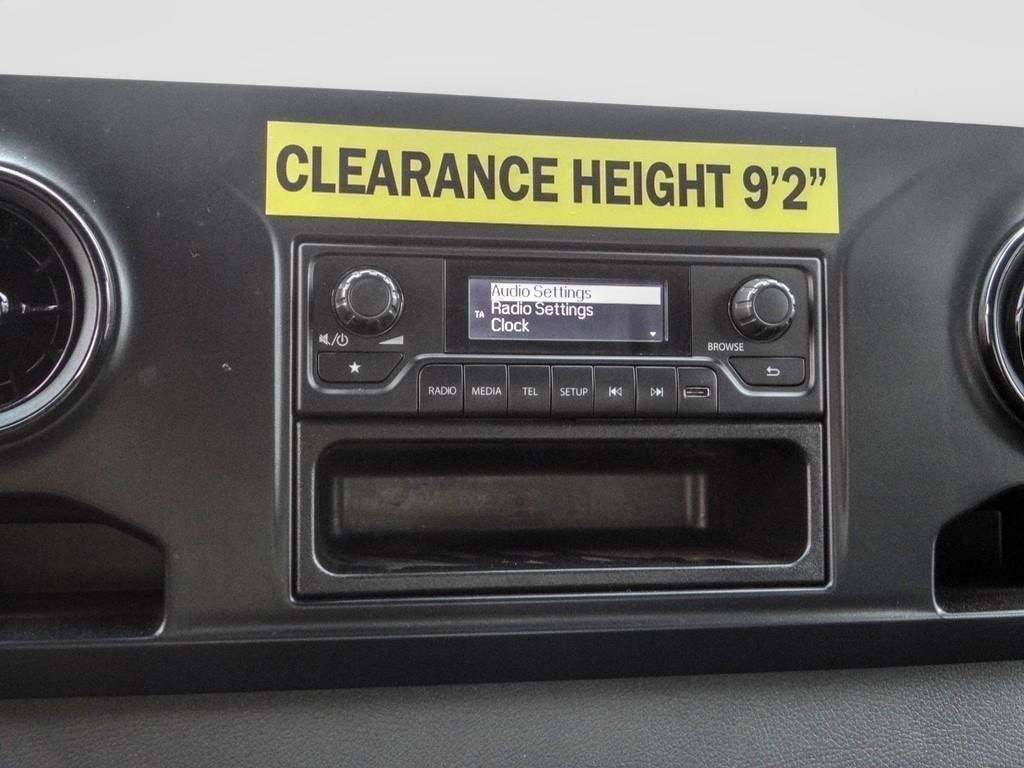 CLEARANCE HEIGHT 9'2"
Audio Settings
TA Radio Settings
Clock
BROWSE
RADIO MEDIA TEL SETUP